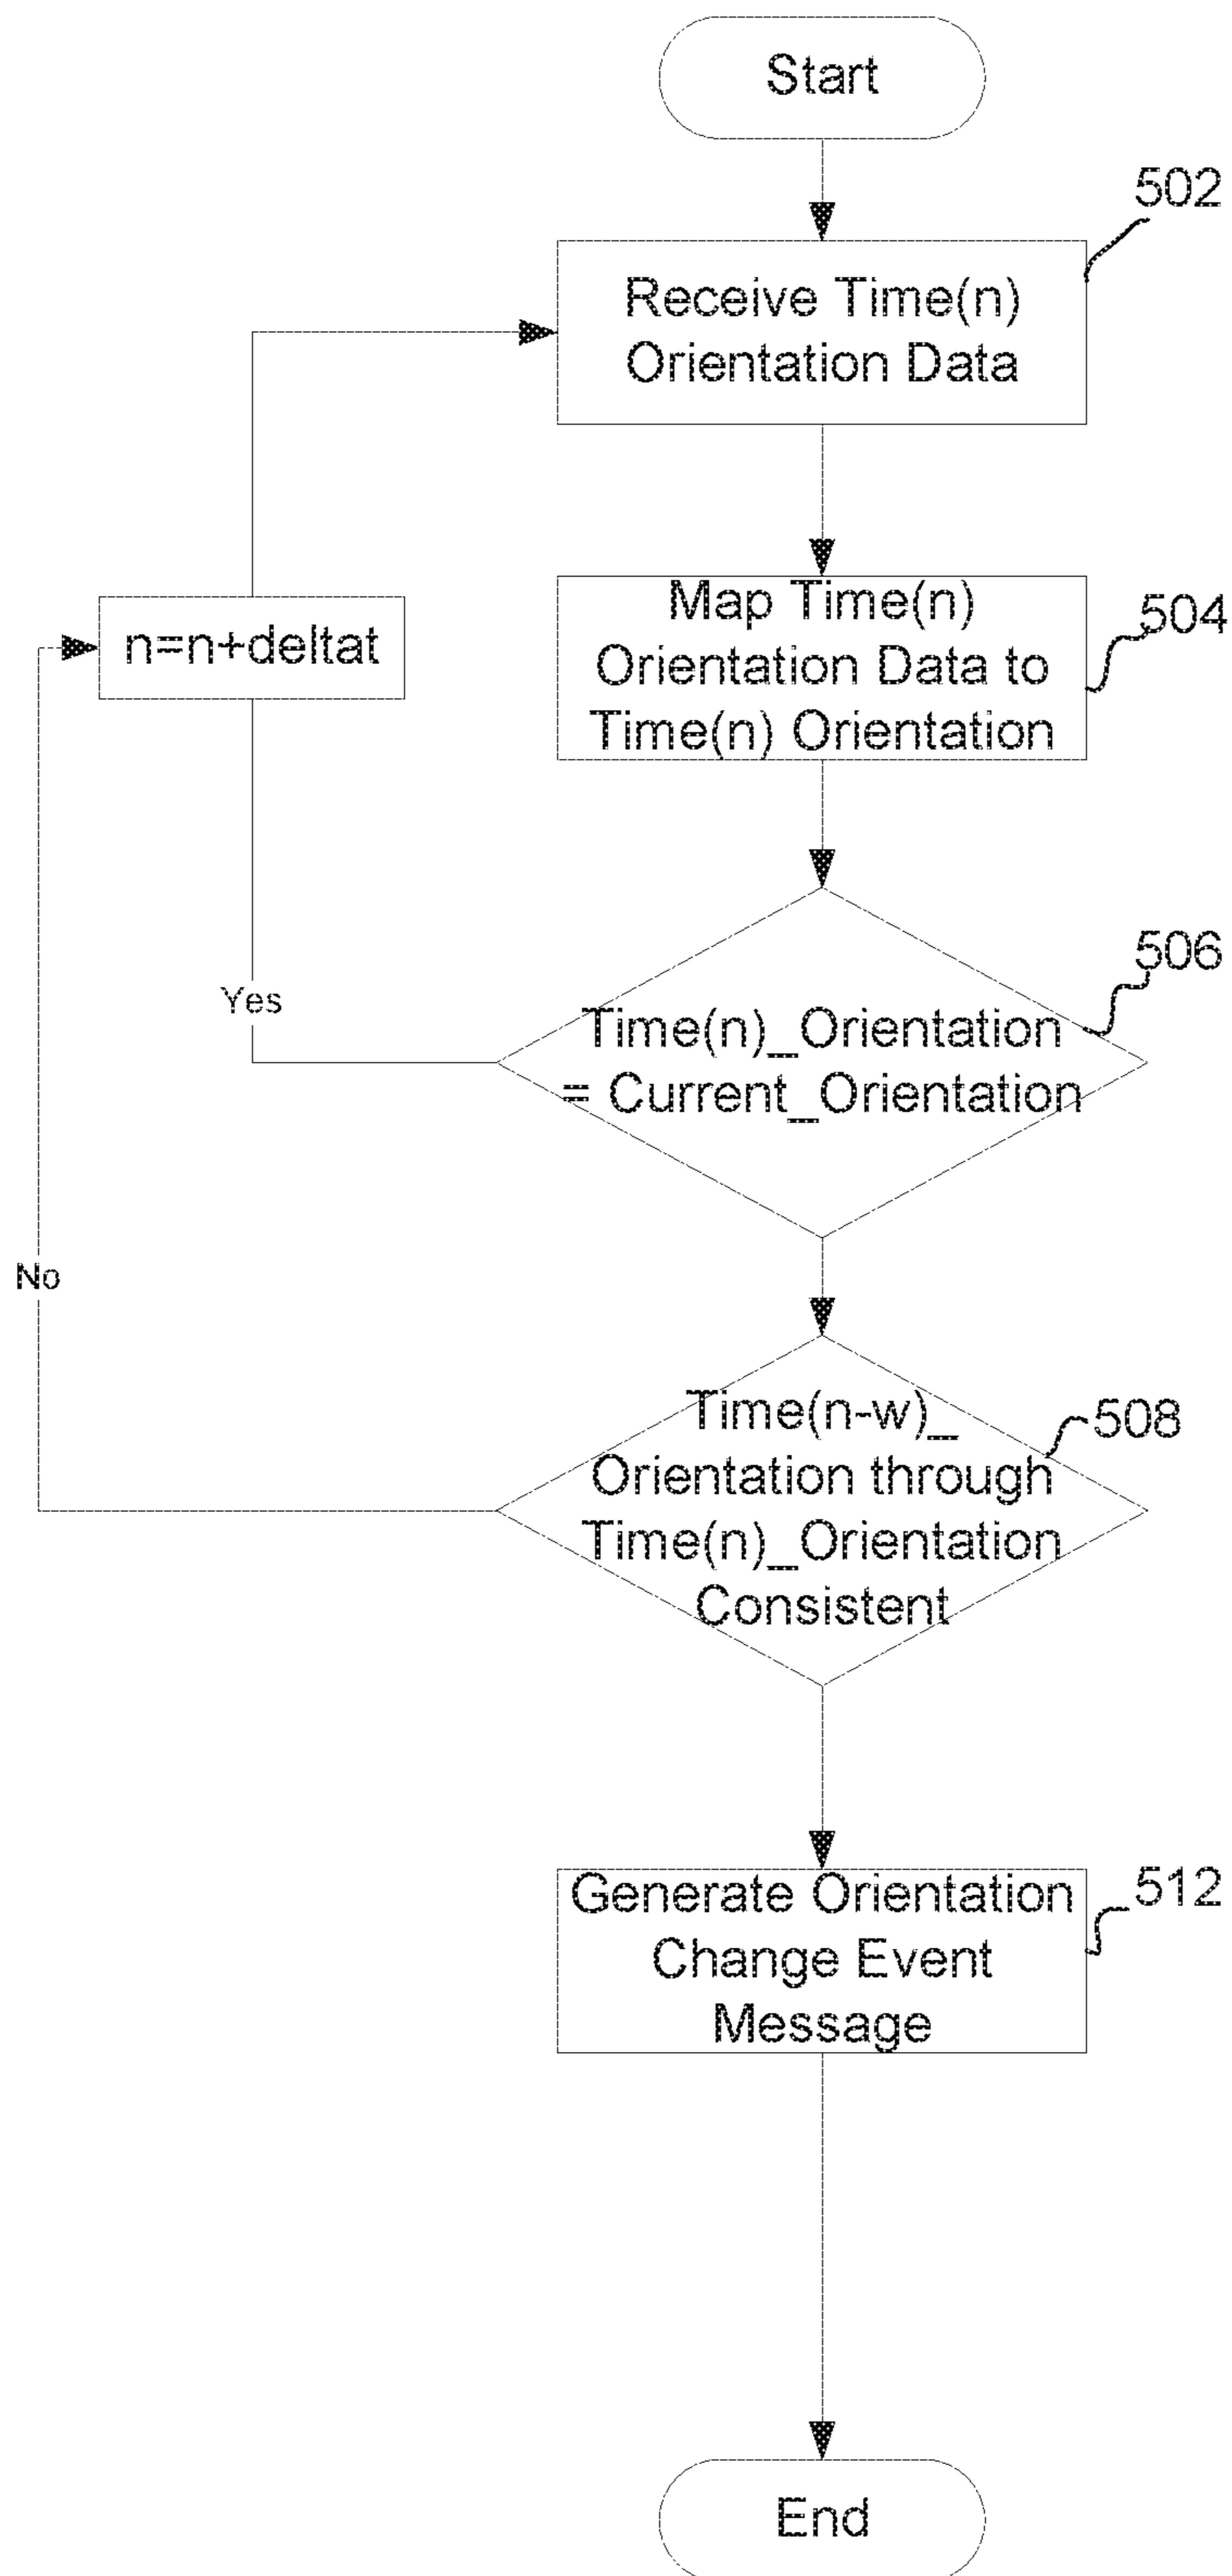 Start
502
Receive Time(n)
Orientation Data
Map Time(n)
Orientation Data to
Time(n) Orientation
504
n=n+deltat
506
Time(n)_Orientation
= Current_Orientation
Yes
No
Time(n-w)_
Orientation through
Time(n)_Orientation
Consistent
508
Generate Orientation
Change Event
Message
512
End